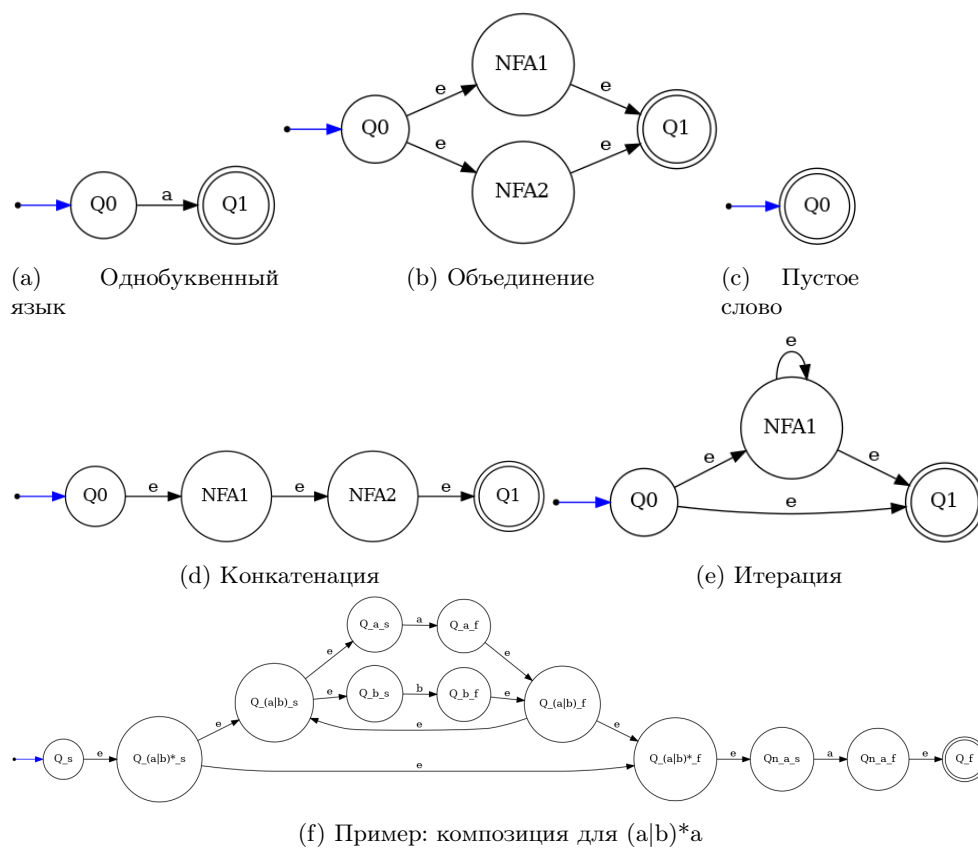 e
NFA1
e
Q0
Q1
e
NFA2
e
Q0
a
Q1
Q0
(a) Однобуквенный
язык
(b) Объединение
(c) Пустое
слово
e
NFA1
e
e
Q0
e
Q1
Q0
e
NFA1
e
NFA2
e
Q1
(d) Конкатенация
(e) Итерация
Q_a_s
a
Q_a_f
e
e
Q_(a|b)_s
e
Q_b_s
b
Q_b_f
e
Q_(a|b)_f
e
e
e
Q_s
e
Q_(a|b)*_s
e
Q_(a|b)*_f
e
Qn_a_s
a
Qn_a_f
e
Q_f
(f) Пример: композиция для (a|b)*a